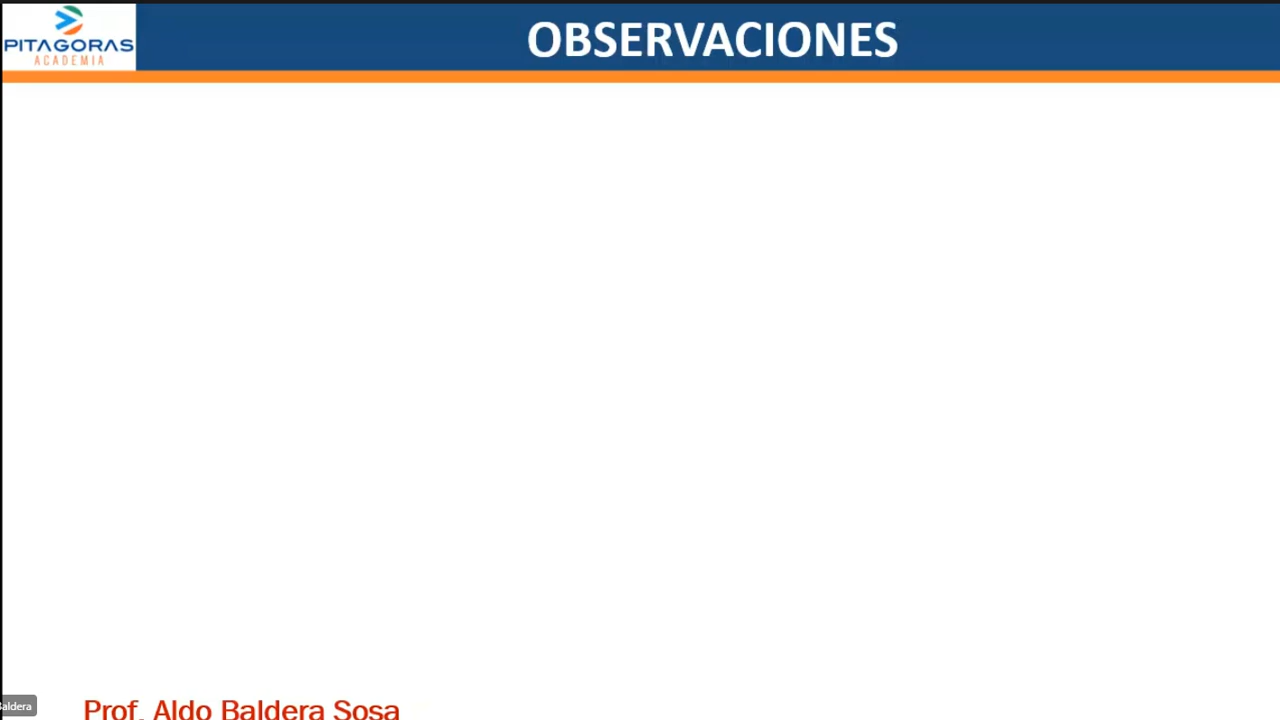 PITAGORAS
ACADEMIA
OBSERVACIONES
Prof. Aldo Baldera Sosa
Baldera